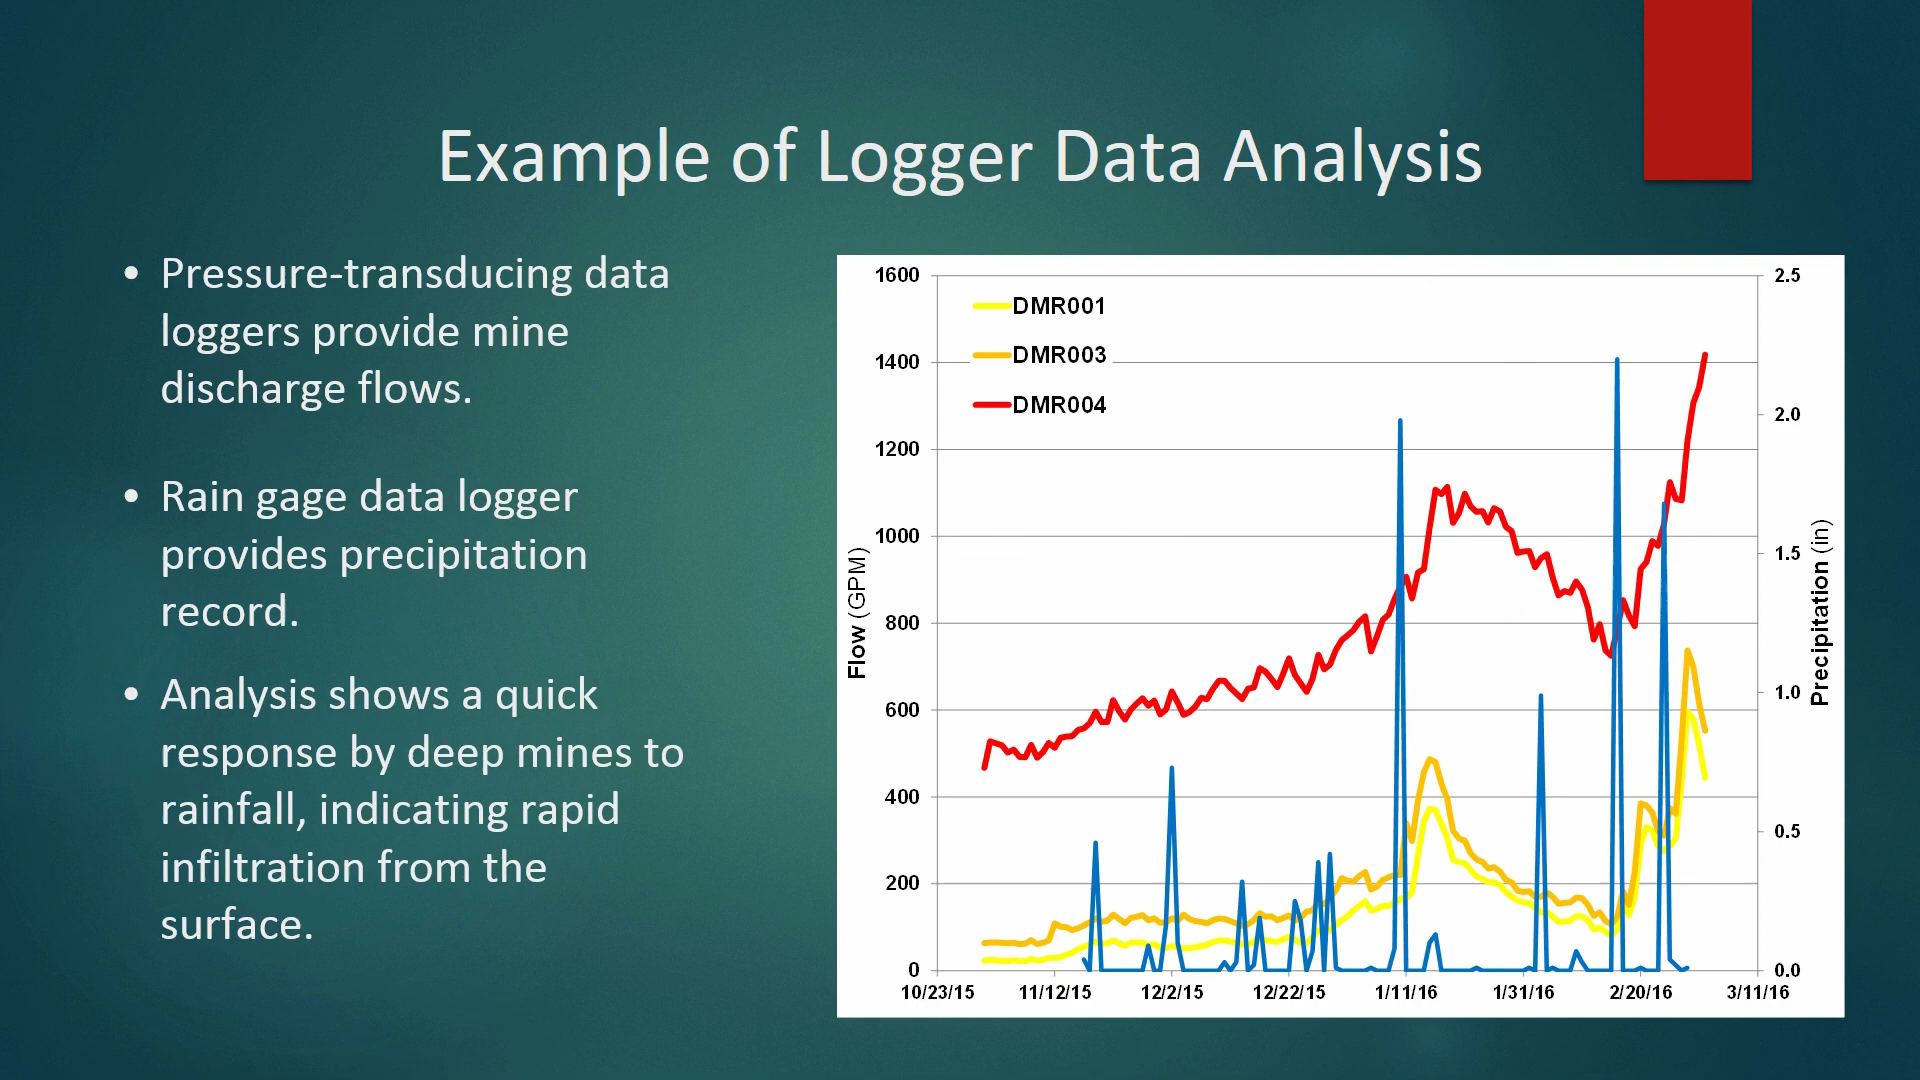 Example of Logger Data Analysis
• Pressure-transducing data
loggers provide mine
discharge flows.
• Rain gage data logger
provides precipitation
record.
• Analysis shows a quick
response by deep mines to
rainfall, indicating rapid
infiltration from the
surface.
1600
1400
1200
1000
800
600
400
200
0
Flow (GPM)
DMR001
DMR003
DMR004
2.5
2.0
1.5
1.0
0.5
0.0
Precipitation (in)
10/23/15 11/12/15 12/2/15 12/22/15 1/11/16 1/31/16 2/20/16 3/11/16